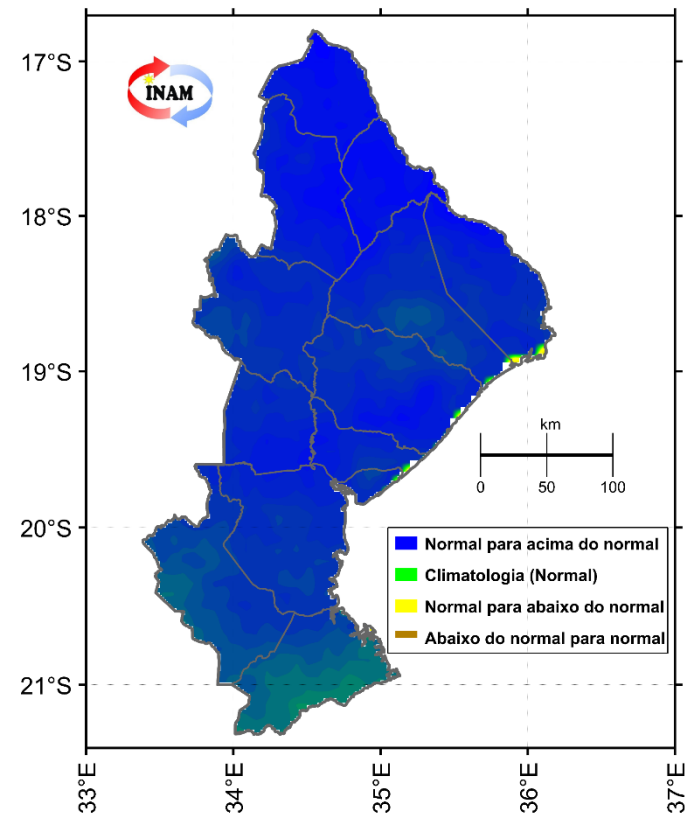 17°S
INAM
18°S
19°S
km
0 50 100
20°S
Normal para acima do normal
Climatologia (Normal)
Normal para abaixo do normal
Abaixo do normal para normal
21°S
33°E 34°E 35°E 36°E 37°E